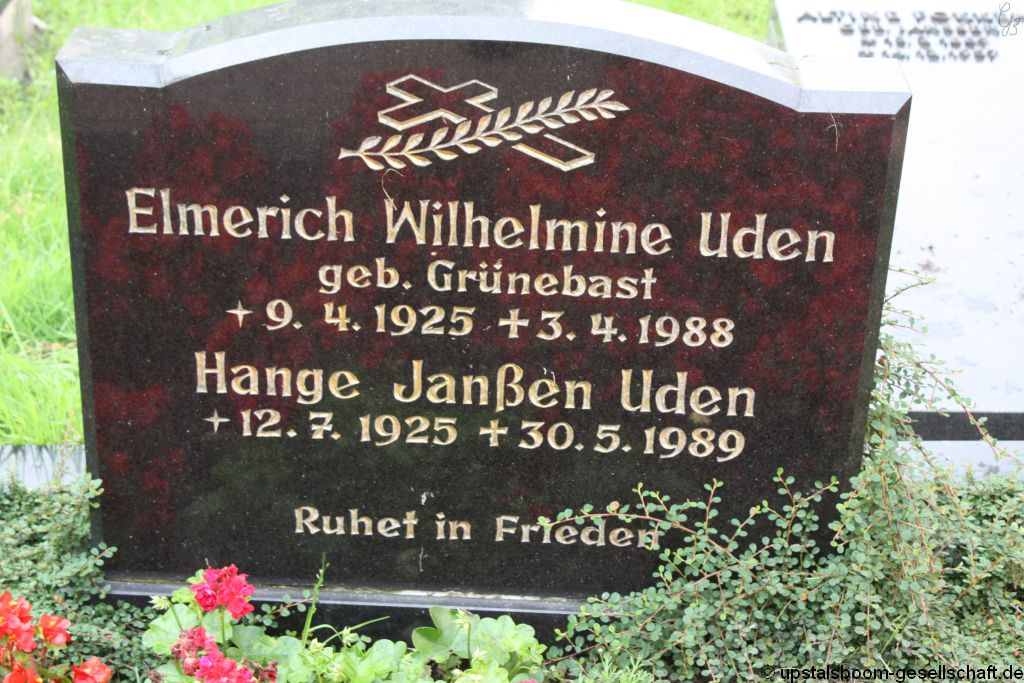 Elmerich Wilhelmine Uden
geb. Grünebast
✦ 9. 4. 1925 ✝ 3. 4. 1988
Hange Janßen Uden
✦ 12. 7. 1925 ✝ 30. 5. 1989
Ruhet in Frieden
© upstalsboom-gesellschaft.de